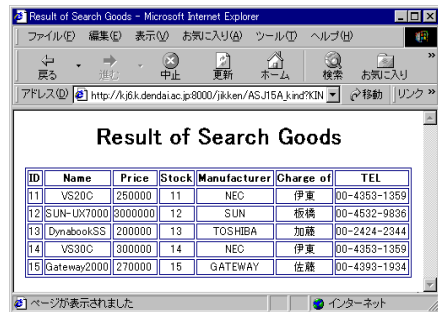 Result of Search Goods - Microsoft Internet Explorer
ファイル(F) 編集(E) 表示(V) お気に入り(A) ツール(T) ヘルプ(H)
戻る 進む 中止 更新 ホーム 検索 お気に入り »
アドレス(D) http://kj6.k.dendai.ac.jp:8000/jikken/ASJ15A_kind?KIN 移動 リンク »
Result of Search Goods
ID Name Price Stock Manufacturer Charge of TEL
11 VS20C 250000 11 NEC 伊東 00-4353-1359
12 SUN-UX7000 3000000 12 SUN 板橋 00-4532-9836
13 DynabookSS 200000 13 TOSHIBA 加藤 00-2424-2344
14 VS30C 300000 14 NEC 伊東 00-4353-1359
15 Gateway2000 270000 15 GATEWAY 佐藤 00-4393-1934
ページが表示されました インターネット